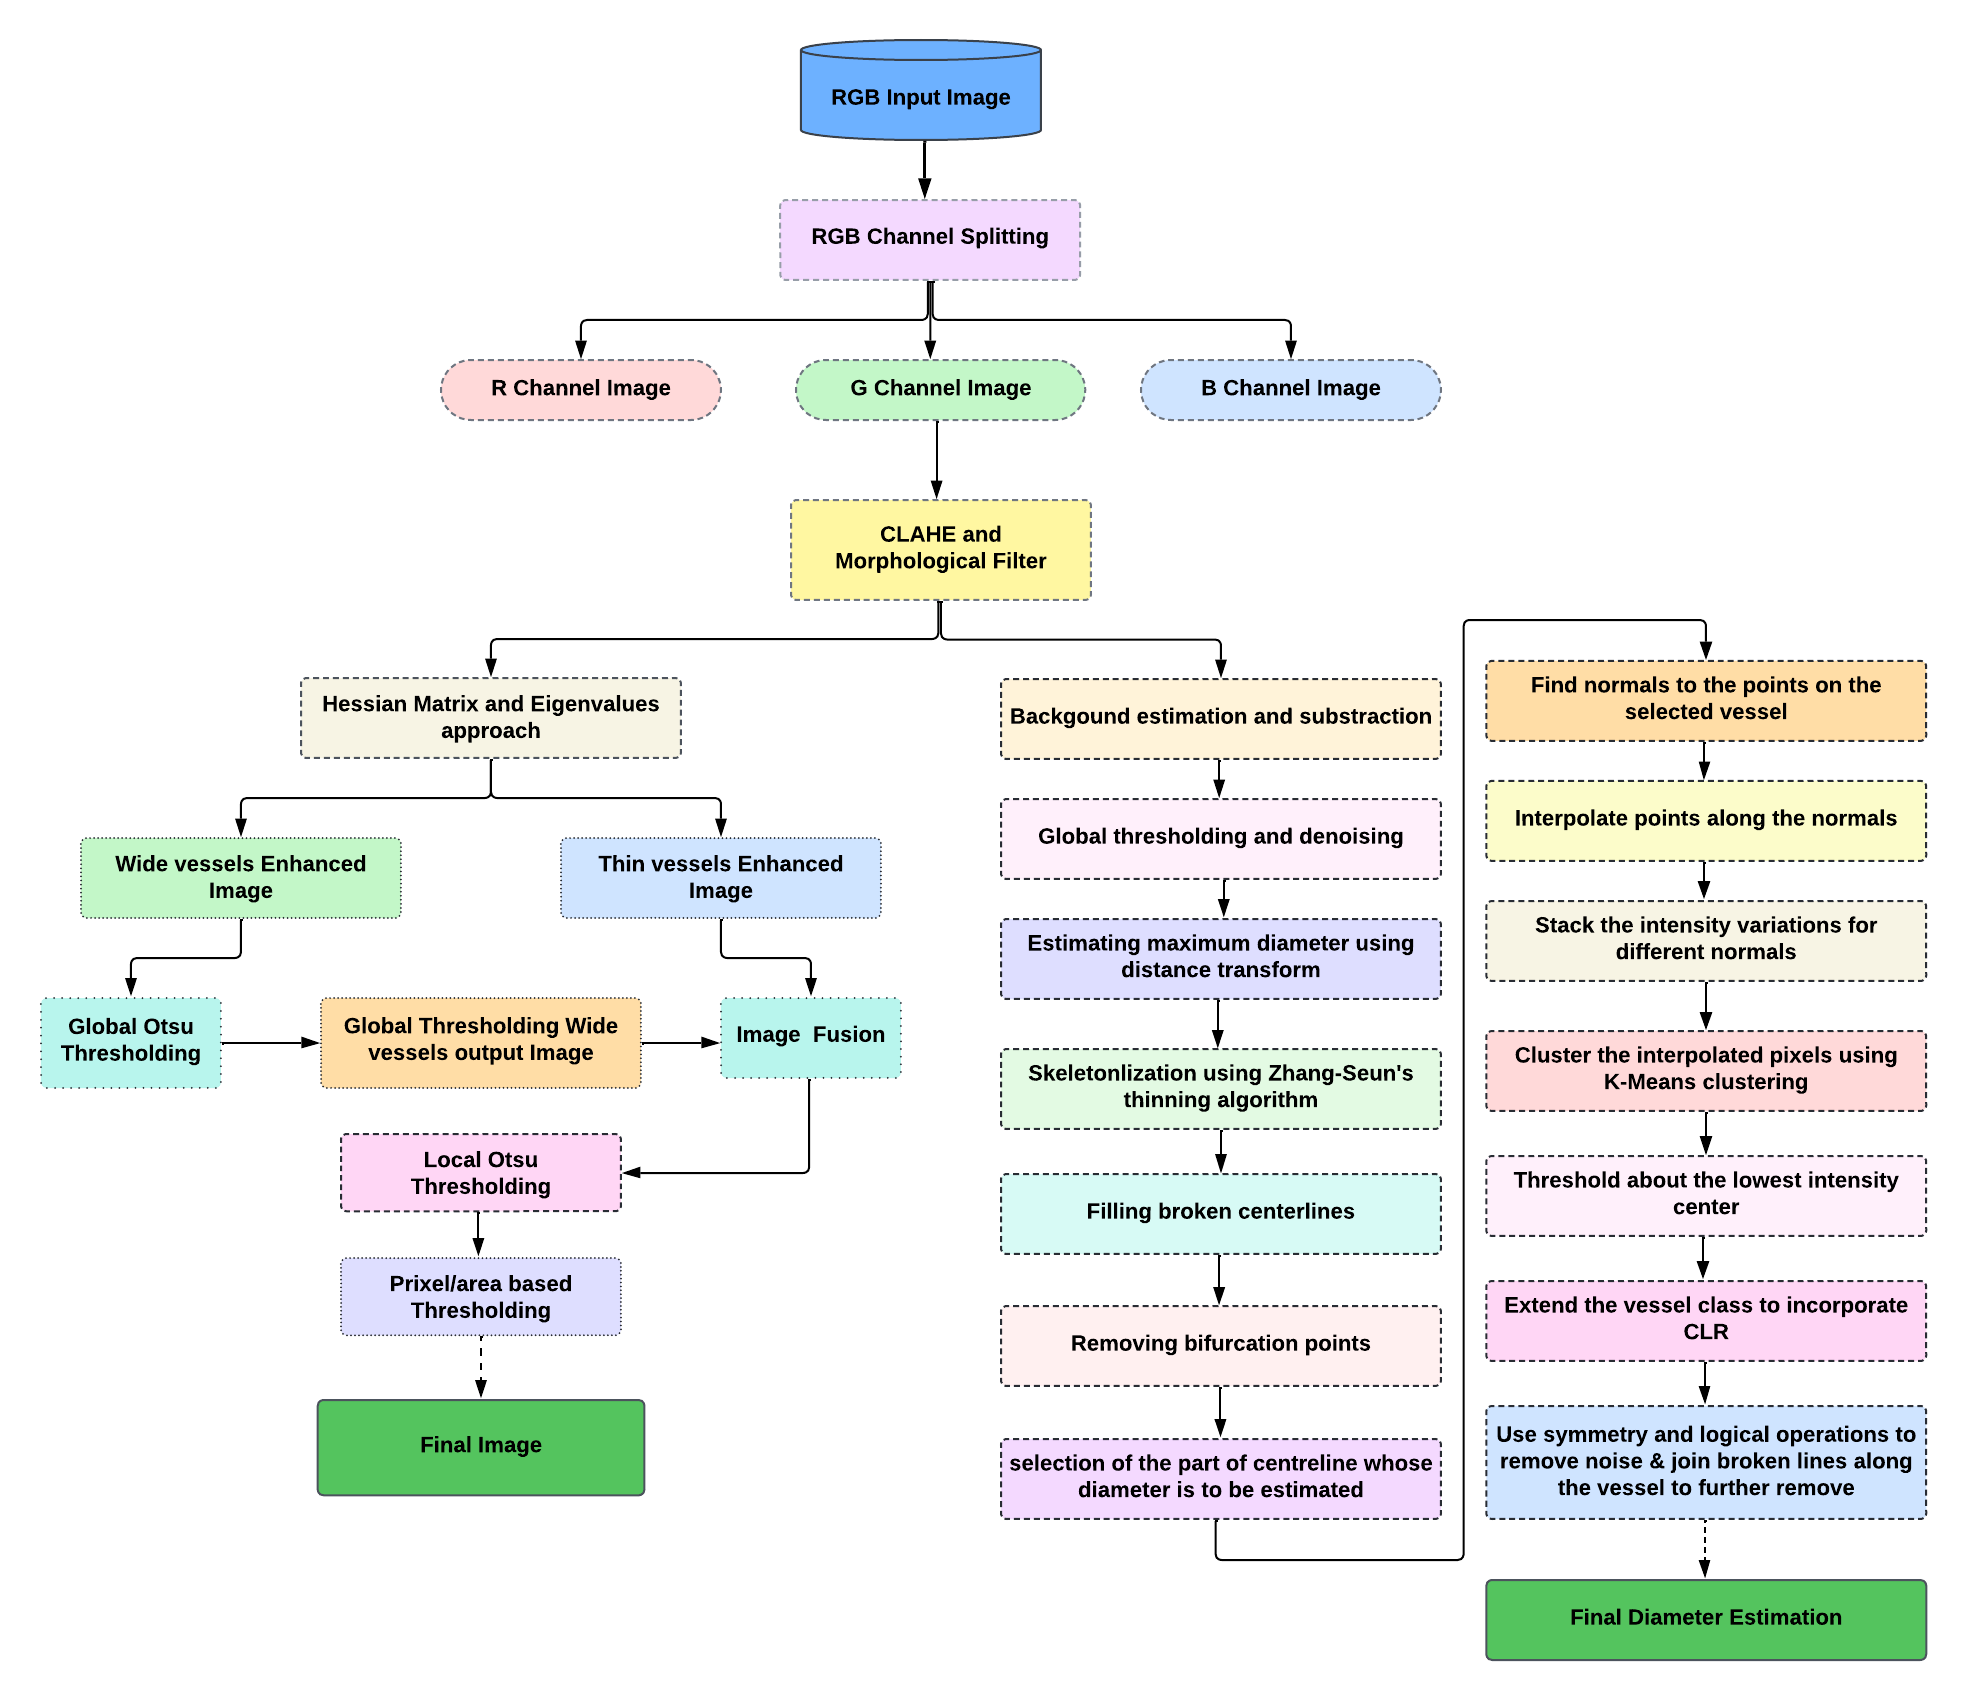 RGB Input Image
RGB Channel Splitting
R Channel Image
G Channel Image
B Channel Image
CLAHE and
Morphological Filter
Hessian Matrix and Eigenvalues
approach
Wide vessels Enhanced
Image
Thin vessels Enhanced
Image
Global Otsu
Thresholding
Global Thresholding Wide
vessels output Image
Image  Fusion
Local Otsu
Thresholding
Prixel/area based
Thresholding
Final Image
Backgound estimation and substraction
Global thresholding and denoising
Estimating maximum diameter using
distance transform
Skeletonlization using Zhang-Seun's
thinning algorithm
Filling broken centerlines
Removing bifurcation points
selection of the part of centreline whose
diameter is to be estimated
Find normals to the points on the
selected vessel
Interpolate points along the normals
Stack the intensity variations for
different normals
Cluster the interpolated pixels using
K-Means clustering
Threshold about the lowest intensity
center
Extend the vessel class to incorporate
CLR
Use symmetry and logical operations to
remove noise & join broken lines along
the vessel to further remove
Final Diameter Estimation